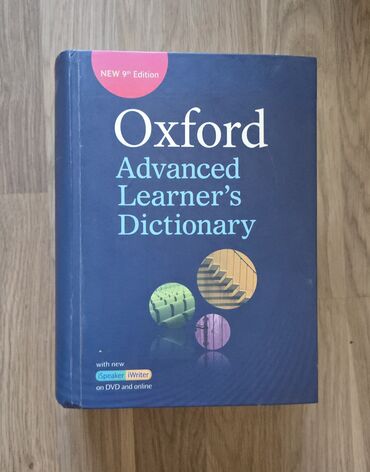 NEW 9th Edition
Oxford
Advanced
Learner's
Dictionary
with new
iSpeaker iWriter
on DVD and online